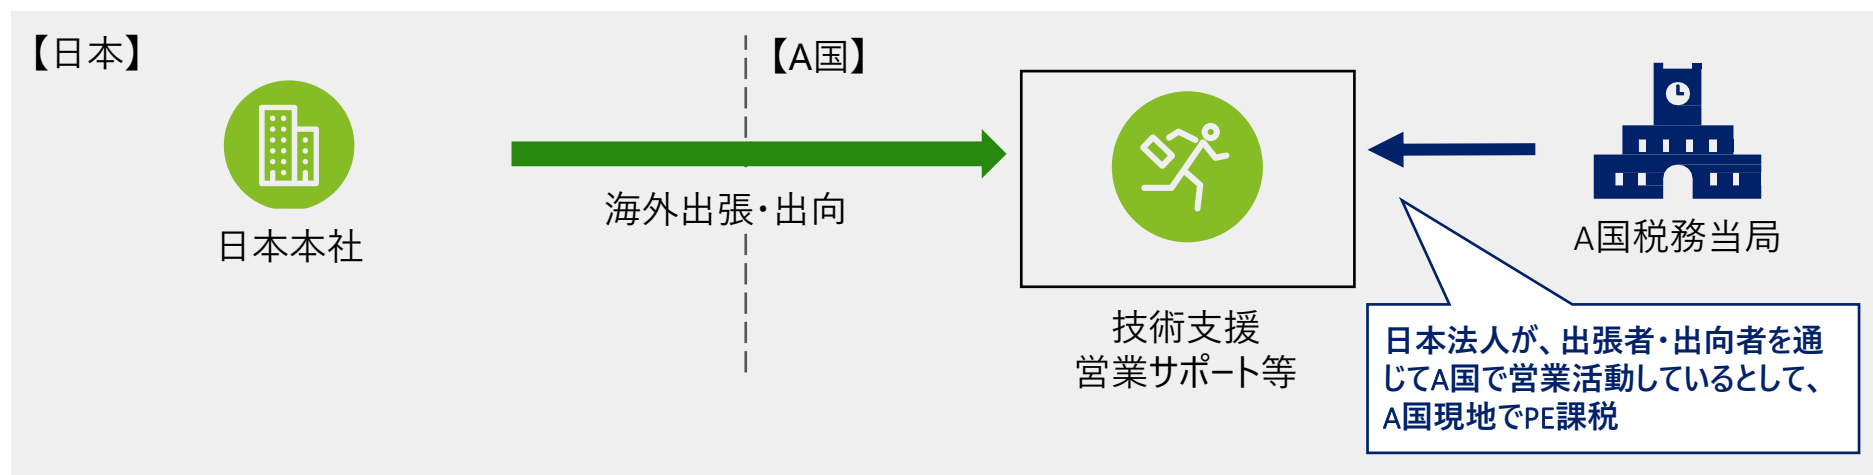 【日本】
【A国】
海外出張・出向
日本本社
A国税務当局
技術支援
営業サポート等
日本法人が、出張者・出向者を通
じてA国で営業活動しているとして、
A国現地でPE課税